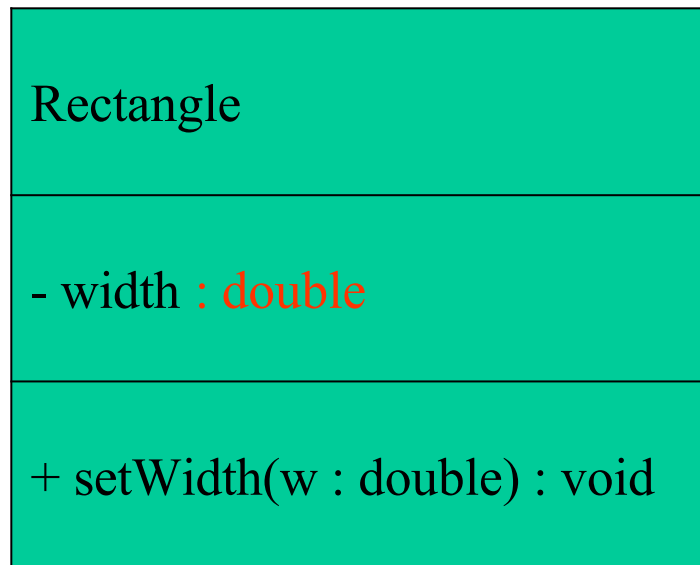 Rectangle
- width : double
+ setWidth(w : double) : void